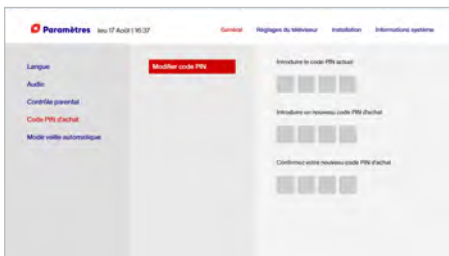 Paramètres Jeu 17 Août | 16:37 Général Réglages du téléviseur Installation Informations système
Langue
Audio
Contrôle parental
Code PIN d'achat
Mode veille automatique
Modifier code PIN
Introduire le code PIN actuel
Introduire un nouveau code PIN d'achat
Confirmez votre nouveau code PIN d'achat